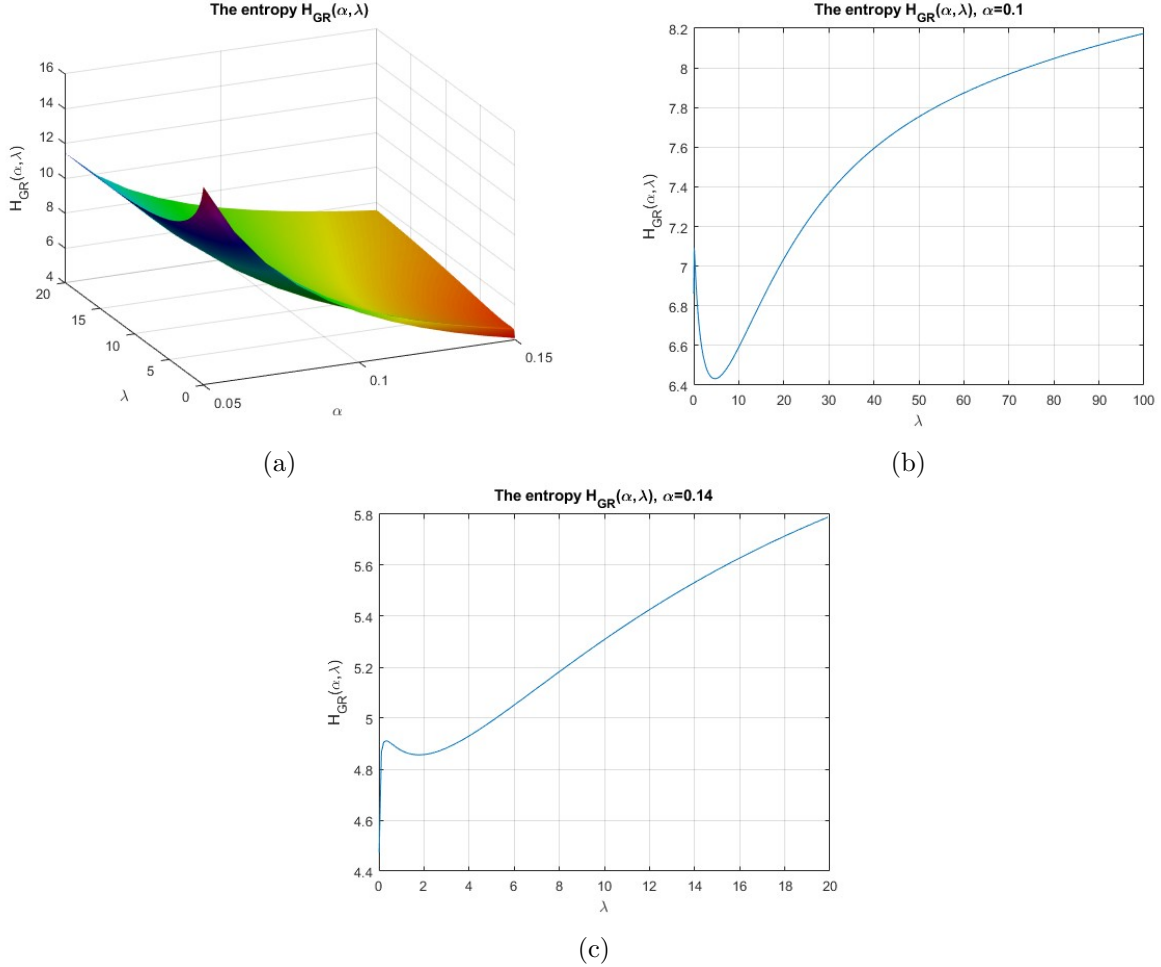 The entropy H_GR(α,λ)
16
14
12
10
8
6
4
H_GR(α,λ)
20
15
10
5
0
λ
0.05
0.1
0.15
α
(a)
The entropy H_GR(α,λ), α=0.1
8.2
8
7.8
7.6
7.4
7.2
7
6.8
6.6
6.4
H_GR(α,λ)
0 10 20 30 40 50 60 70 80 90 100
λ
(b)
The entropy H_GR(α,λ), α=0.14
5.8
5.6
5.4
5.2
5
4.8
4.6
4.4
H_GR(α,λ)
0 2 4 6 8 10 12 14 16 18 20
λ
(c)